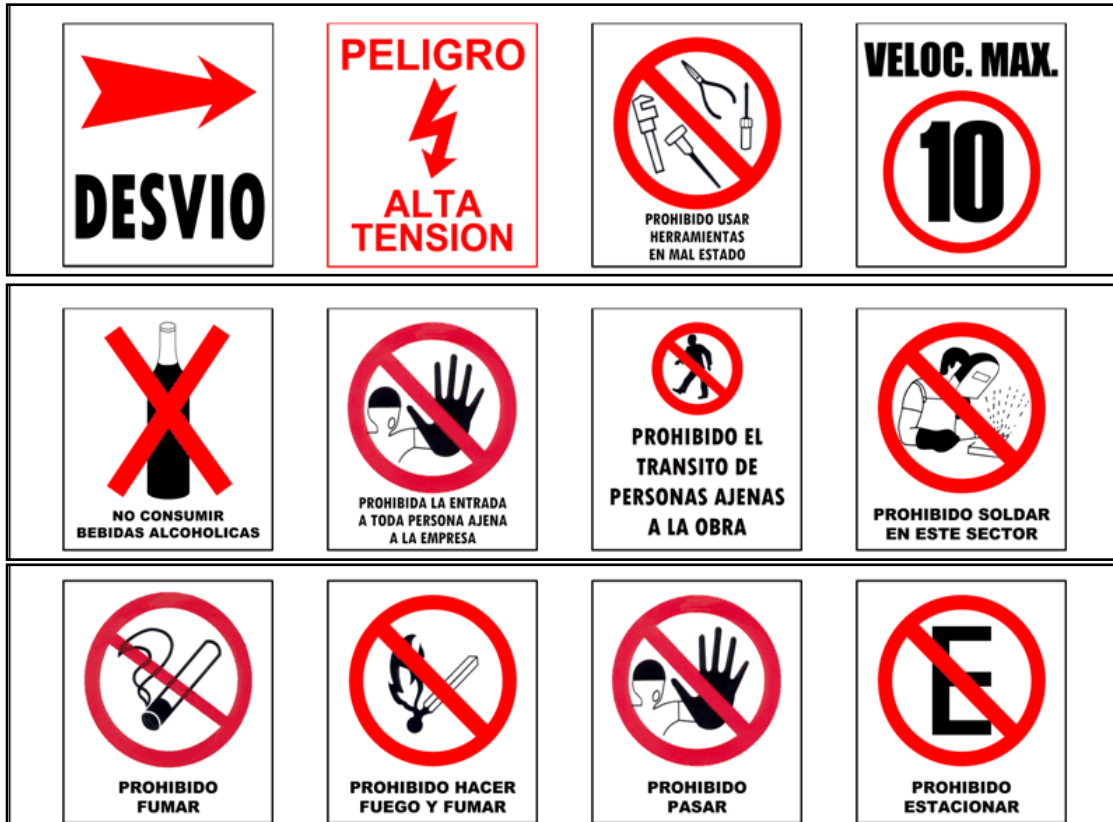 DESVIO
PELIGRO
ALTA
TENSION
PROHIBIDO USAR
HERRAMIENTAS
EN MAL ESTADO
VELOC. MAX.
10
NO CONSUMIR
BEBIDAS ALCOHOLICAS
PROHIBIDA LA ENTRADA
A TODA PERSONA AJENA
A LA EMPRESA
PROHIBIDO EL
TRANSITO DE
PERSONAS AJENAS
A LA OBRA
PROHIBIDO SOLDAR
EN ESTE SECTOR
PROHIBIDO
FUMAR
PROHIBIDO HACER
FUEGO Y FUMAR
PROHIBIDO
PASAR
E
PROHIBIDO
ESTACIONAR